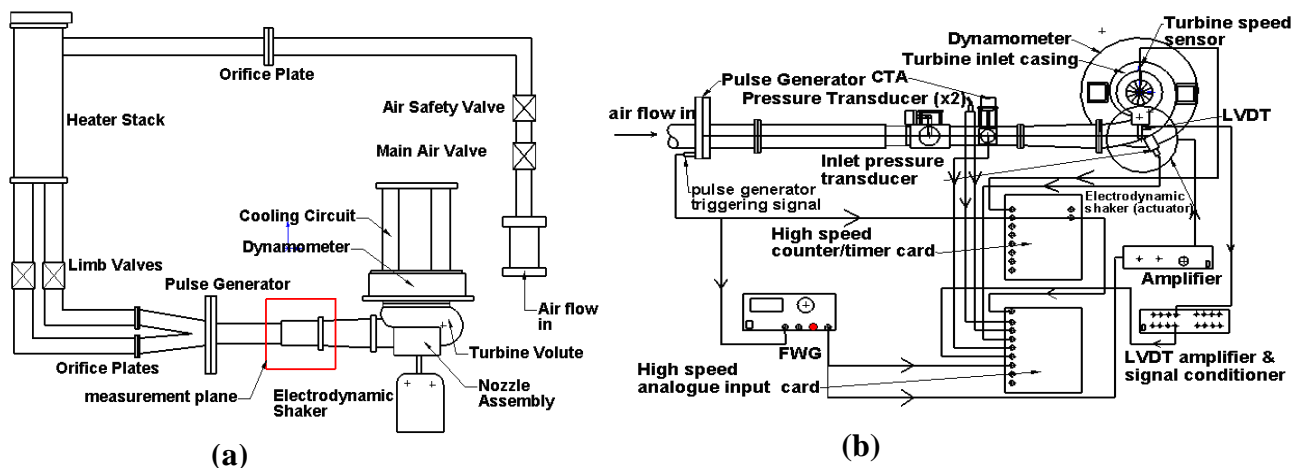 Orifice Plate
Heater Stack
Air Safety Valve
Main Air Valve
Cooling Circuit
Dynamometer
Limb Valves
Pulse Generator
Air flow
in
Orifice Plates
Turbine Volute
measurement plane
Electrodynamic
Shaker
Nozzle
Assembly
(a)
Turbine speed
sensor
Dynamometer
Turbine inlet casing
Pulse Generator
CTA
Pressure Transducer (x2)
air flow in
LVDT
Inlet pressure
transducer
pulse generator
triggering signal
Electrodynamic
shaker (actuator)
High speed
counter/timer card
Amplifier
FWG
LVDT amplifier &
signal conditioner
High speed
analogue input card
(b)